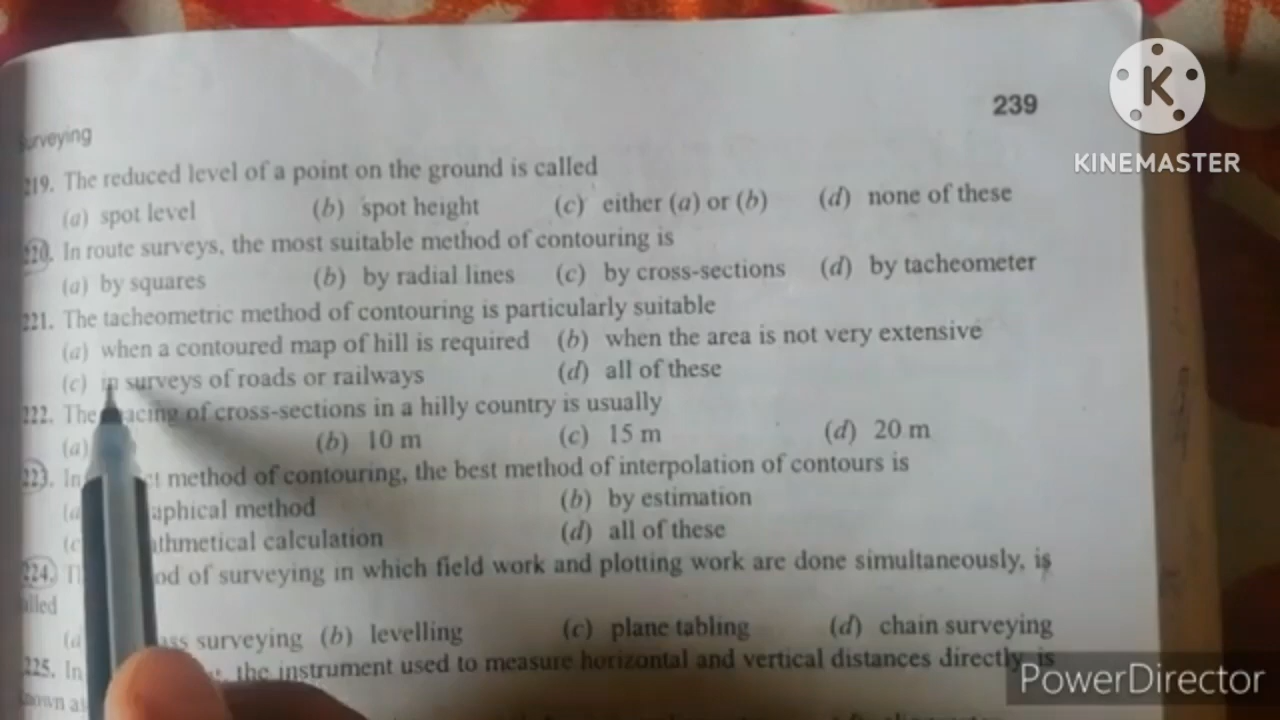 239
KINEMASTER
urveying
219. The reduced level of a point on the ground is called
(a) spot level (b) spot height (c) either (a) or (b) (d) none of these
220. In route surveys, the most suitable method of contouring is
(a) by squares (b) by radial lines (c) by cross-sections (d) by tacheometer
221. The tacheometric method of contouring is particularly suitable
(a) when a contoured map of hill is required (b) when the area is not very extensive
(c) in surveys of roads or railways (d) all of these
222. The of cross-sections in a hilly country is usually
(a) (b) 10 m (c) 15 m (d) 20 m
223. In method of contouring, the best method of interpolation of contours is
aphical method (b) by estimation
thmetical calculation (d) all of these
224. od of surveying in which field work and plotting work are done simultaneously, is
alled
ass surveying (b) levelling (c) plane tabling (d) chain surveying
225. In the instrument used to measure horizontal and vertical distances directly, is
nown as
PowerDirector